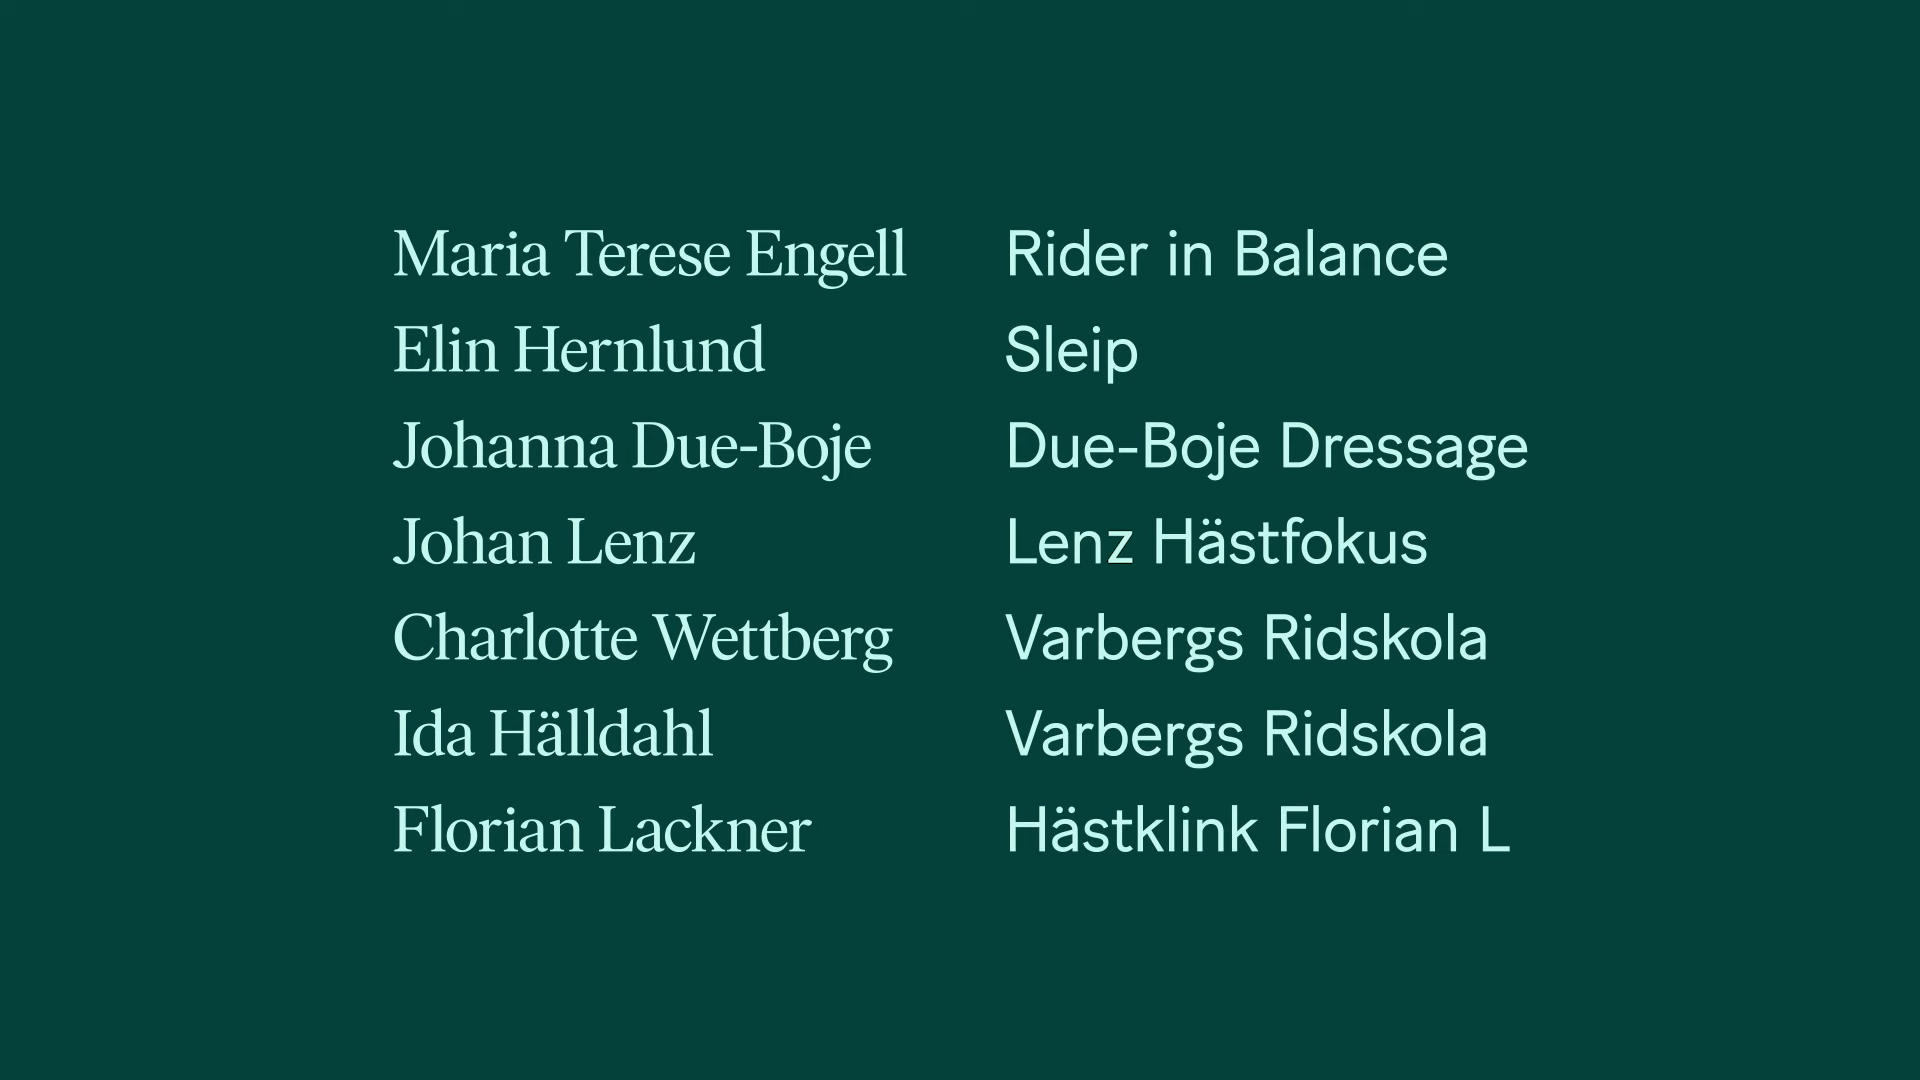 Maria Terese Engell Rider in Balance
Elin Hernlund Sleip
Johanna Due-Boje Due-Boje Dressage
Johan Lenz Lenz Hästfokus
Charlotte Wettberg Varbergs Ridskola
Ida Hälldahl Varbergs Ridskola
Florian Lackner Hästklink Florian L